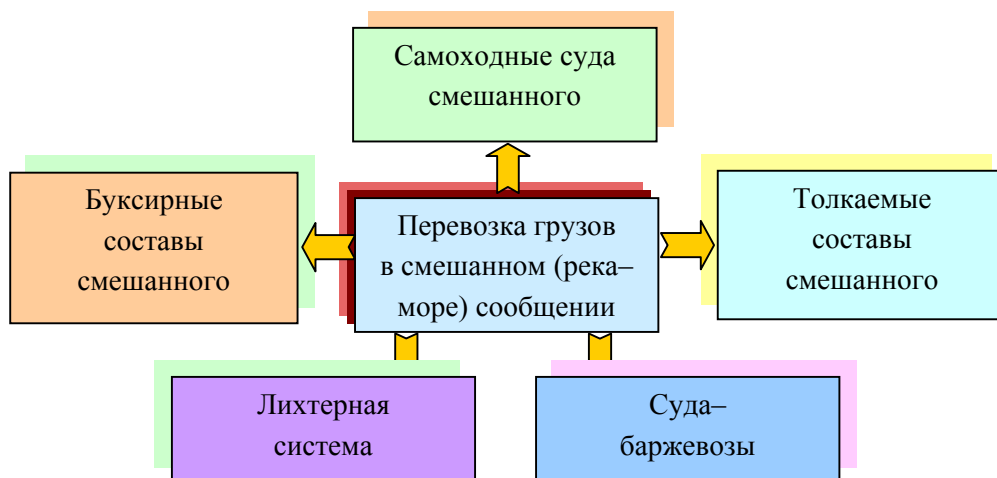 Самоходные суда
смешанного
Буксирные
составы
смешанного
Перевозка грузов
в смешанном (река–
море) сообщении
Толкаемые
составы
смешанного
Лихтерная
система
Суда–
баржевозы